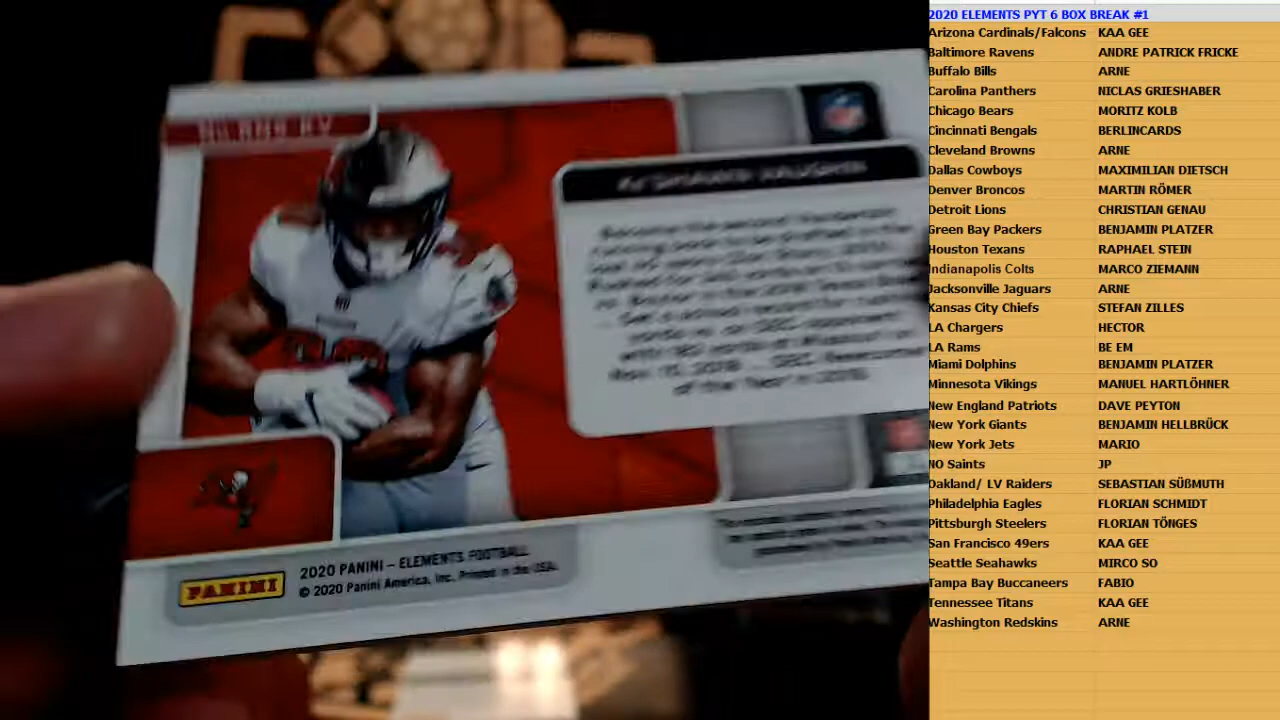 KE'SHAWN VAUGHN
PANINI
2020 PANINI – ELEMENTS FOOTBALL
© 2020 Panini America, Inc. Printed in the USA.
2020 ELEMENTS PYT 6 BOX BREAK #1
Arizona Cardinals/Falcons KAA GEE
Baltimore Ravens ANDRE PATRICK FRICKE
Buffalo Bills ARNE
Carolina Panthers NICLAS GRIESHABER
Chicago Bears MORITZ KOLB
Cincinnati Bengals BERLINCARDS
Cleveland Browns ARNE
Dallas Cowboys MAXIMILIAN DIETSCH
Denver Broncos MARTIN RÖMER
Detroit Lions CHRISTIAN GENAU
Green Bay Packers BENJAMIN PLATZER
Houston Texans RAPHAEL STEIN
Indianapolis Colts MARCO ZIEMANN
Jacksonville Jaguars ARNE
Kansas City Chiefs STEFAN ZILLES
LA Chargers HECTOR
LA Rams BE EM
Miami Dolphins BENJAMIN PLATZER
Minnesota Vikings MANUEL HARTLÖHNER
New England Patriots DAVE PEYTON
New York Giants BENJAMIN HELLBRÜCK
New York Jets MARIO
NO Saints JP
Oakland/ LV Raiders SEBASTIAN SÜßMUTH
Philadelphia Eagles FLORIAN SCHMIDT
Pittsburgh Steelers FLORIAN TÖNGES
San Francisco 49ers KAA GEE
Seattle Seahawks MIRCO SO
Tampa Bay Buccaneers FABIO
Tennessee Titans KAA GEE
Washington Redskins ARNE